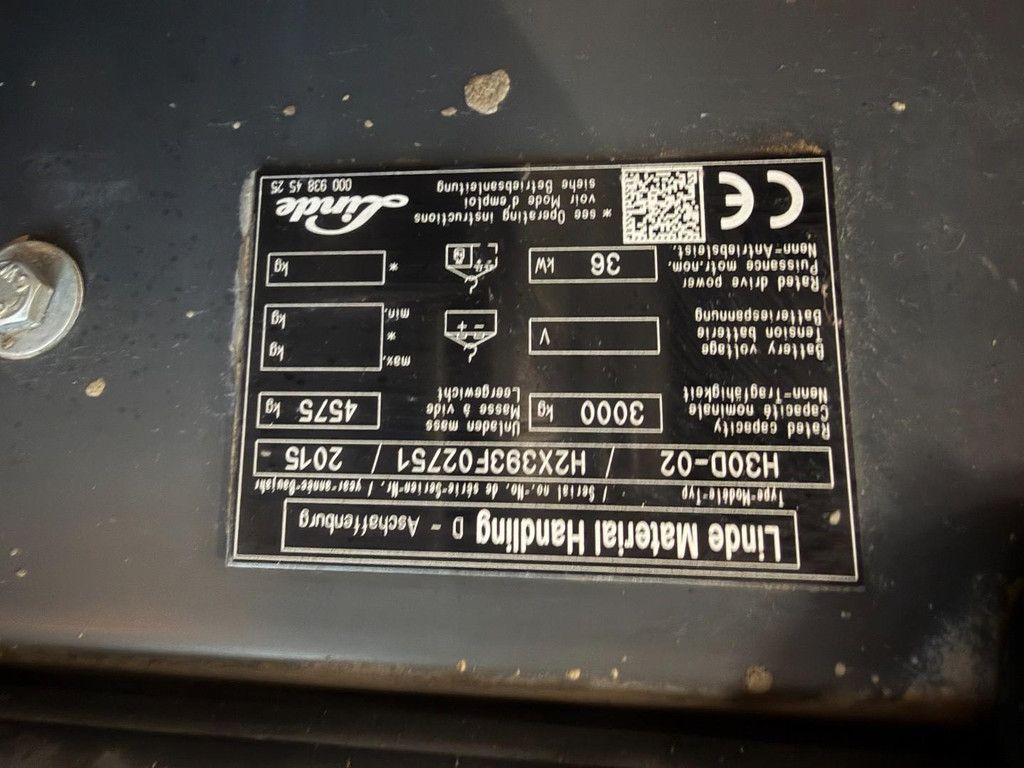 Linde Material Handling D - Aschaffenburg
Type-Modele-Typ / Serial no.-No. de série-Serien-Nr. / year-année-Baujahr
H30D-02 / H2X393F02751 / 2015
Rated capacity
Capacité nominale
Nenn-Tragfähigkeit
3000 kg
Unladen mass
Masse à vide
Leergewicht
4575 kg
Battery voltage
Tension batterie
Batteriespannung
V
- +
max.
*
min.
kg
kg
Rated drive power
Puissance motr.nom.
Nenn-Antriebsleist.
36 kW
*
kg
CE
* see Operating instructions
voir Mode d'emploi
siehe Betriebsanleitung
Linde
000 938 45 25